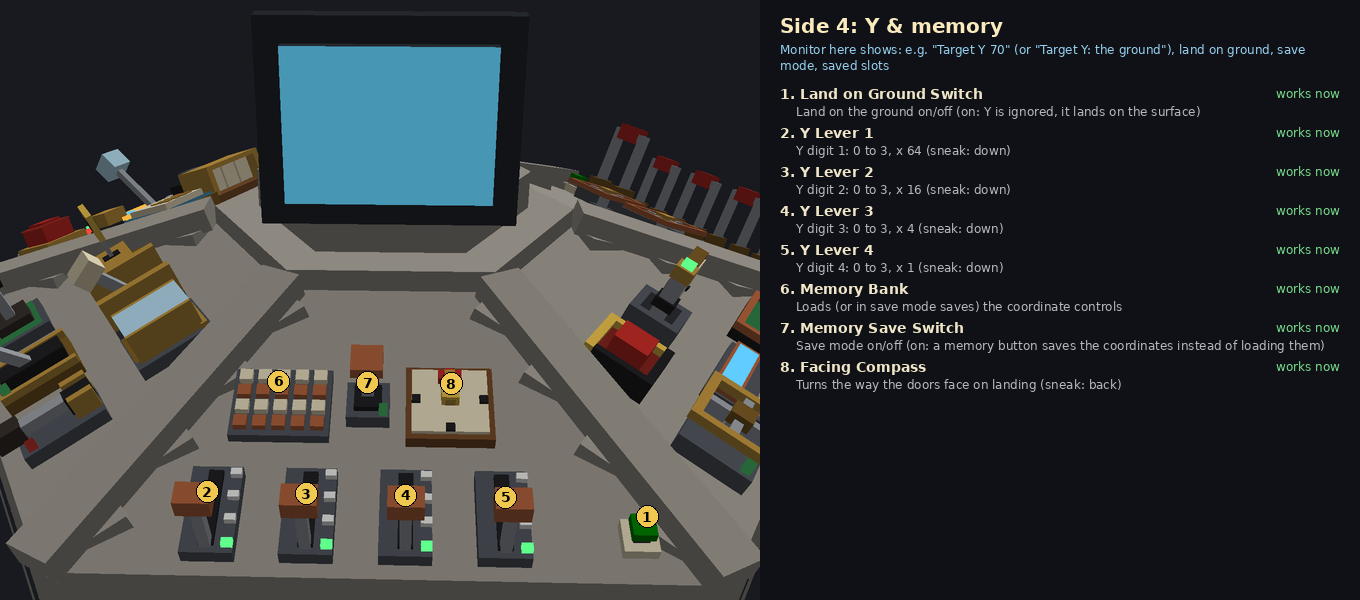 Side 4: Y & memory
Monitor here shows: e.g. "Target Y 70" (or "Target Y: the ground"), land on ground, save
mode, saved slots
1. Land on Ground Switch works now
Land on the ground on/off (on: Y is ignored, it lands on the surface)
2. Y Lever 1 works now
Y digit 1: 0 to 3, x 64 (sneak: down)
3. Y Lever 2 works now
Y digit 2: 0 to 3, x 16 (sneak: down)
4. Y Lever 3 works now
Y digit 3: 0 to 3, x 4 (sneak: down)
5. Y Lever 4 works now
Y digit 4: 0 to 3, x 1 (sneak: down)
6. Memory Bank works now
Loads (or in save mode saves) the coordinate controls
7. Memory Save Switch works now
Save mode on/off (on: a memory button saves the coordinates instead of loading them)
8. Facing Compass works now
Turns the way the doors face on landing (sneak: back)
6
7
8
2
3
4
5
1